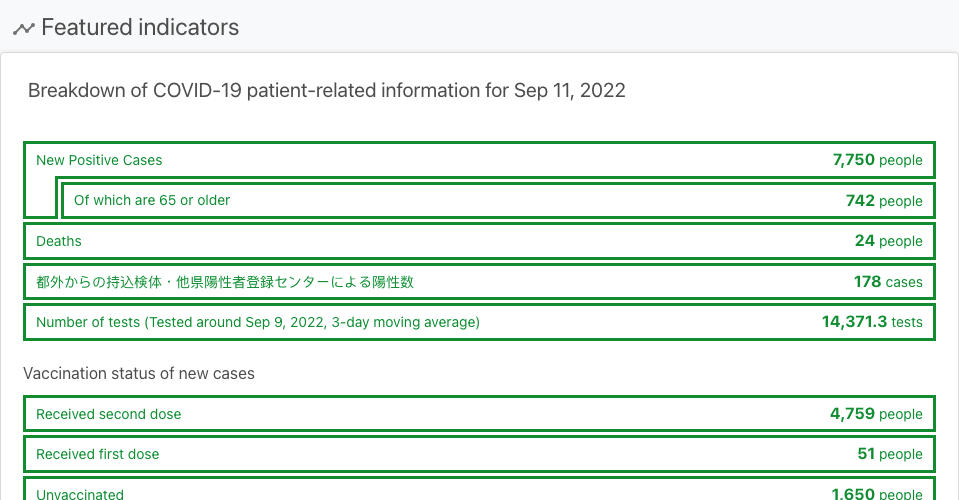 Featured indicators
Breakdown of COVID-19 patient-related information for Sep 11, 2022
New Positive Cases 7,750 people
Of which are 65 or older 742 people
Deaths 24 people
都外からの持込検体・他県陽性者登録センターによる陽性数 178 cases
Number of tests (Tested around Sep 9, 2022, 3-day moving average) 14,371.3 tests
Vaccination status of new cases
Received second dose 4,759 people
Received first dose 51 people
Unvaccinated 1,650 people